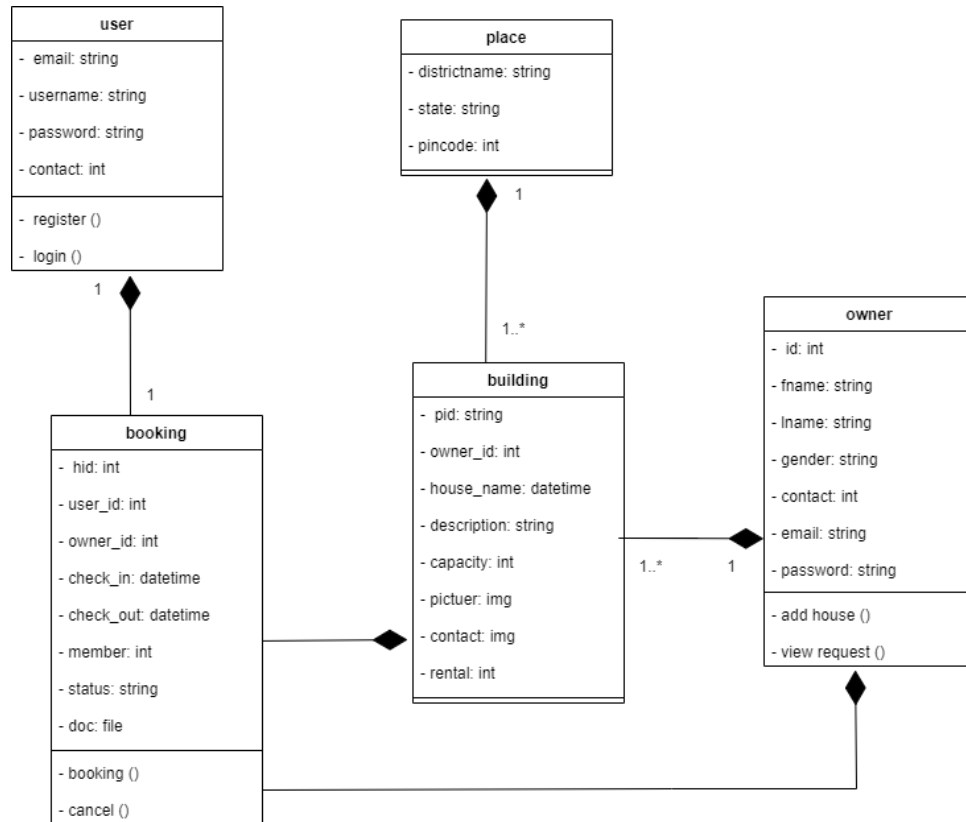 user
- email: string
- username: string
- password: string
- contact: int
- register ()
- login ()
1
1
place
- districtname: string
- state: string
- pincode: int
1
1..*
booking
- hid: int
- user_id: int
- owner_id: int
- check_in: datetime
- check_out: datetime
- member: int
- status: string
- doc: file
- booking ()
- cancel ()
building
- pid: string
- owner_id: int
- house_name: datetime
- description: string
- capacity: int
- pictuer: img
- contact: img
- rental: int
1..*
1
owner
- id: int
- fname: string
- lname: string
- gender: string
- contact: int
- email: string
- password: string
- add house ()
- view request ()